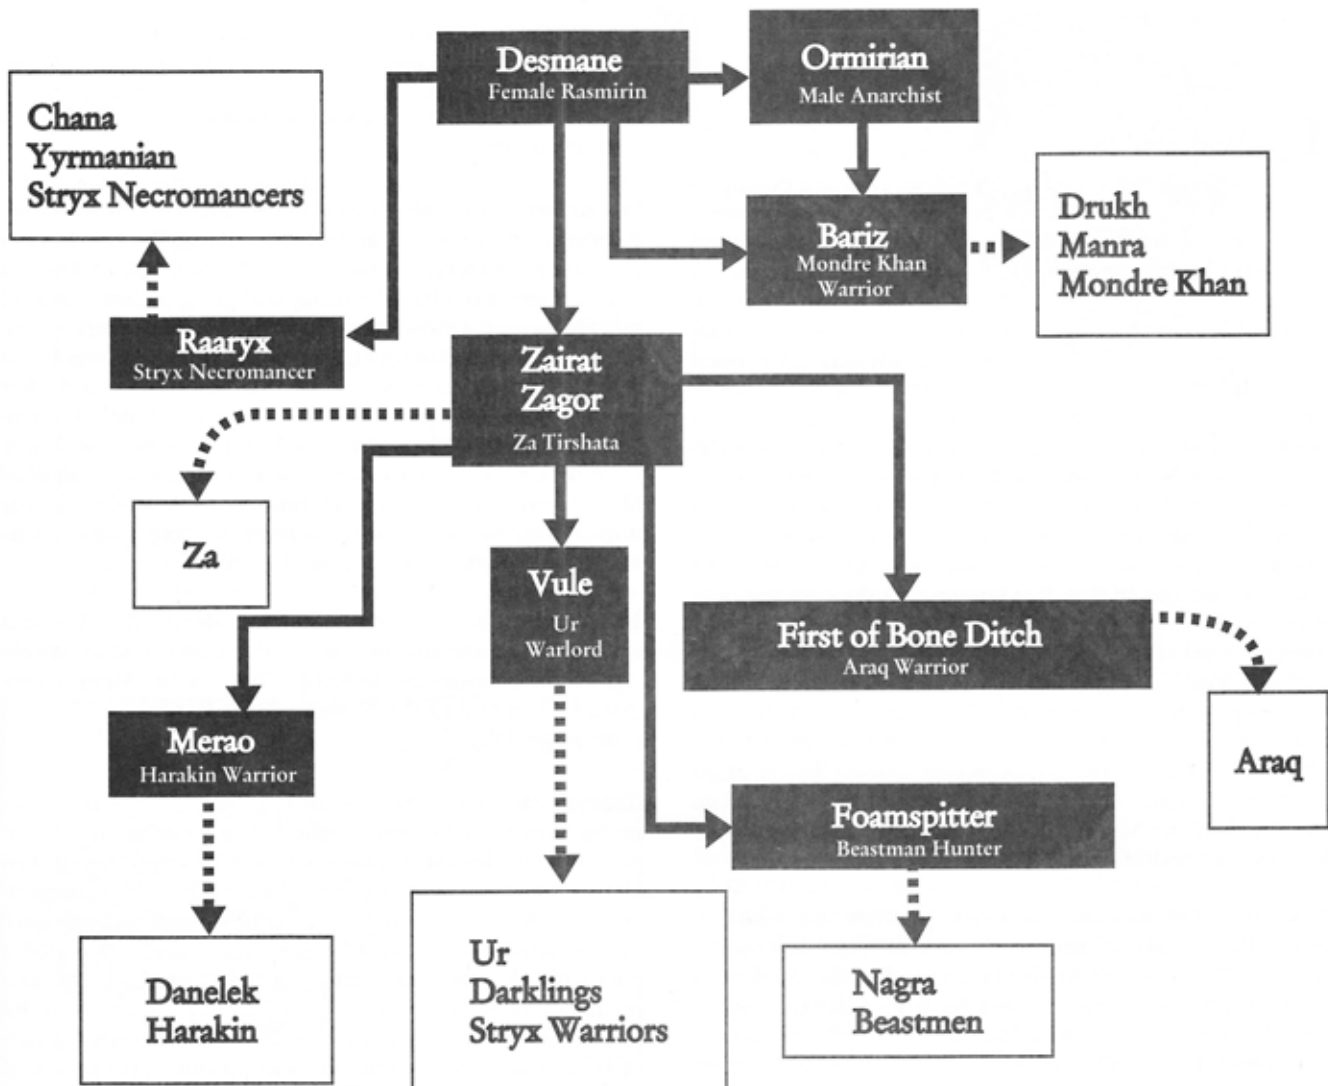 Desmane
Female Rasmirin
Ormirian
Male Anarchist
Chana
Yyrmanian
Stryx Necromancers
Bariz
Mondre Khan
Warrior
Drukh
Manra
Mondre Khan
Raaryx
Stryx Necromancer
Zairat
Zagor
Za Tirshata
Za
Vule
Ur
Warlord
First of Bone Ditch
Araq Warrior
Araq
Merao
Harakin Warrior
Foamspitter
Beastman Hunter
Danelek
Harakin
Ur
Darklings
Stryx Warriors
Nagra
Beastmen